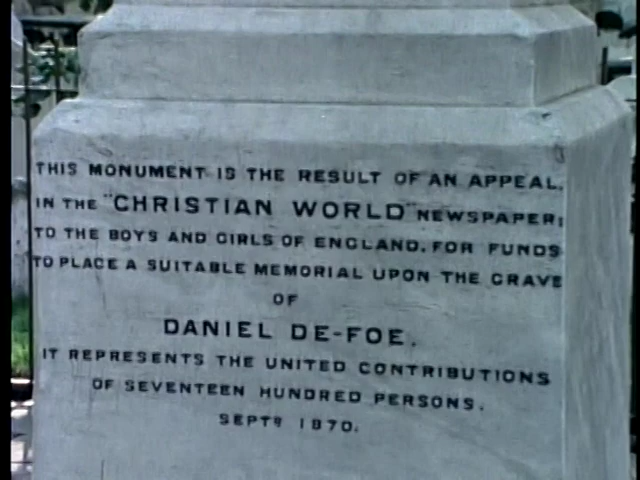 THIS MONUMENT IS THE RESULT OF AN APPEAL,
IN THE "CHRISTIAN WORLD" NEWSPAPER;
TO THE BOYS AND GIRLS OF ENGLAND, FOR FUNDS
TO PLACE A SUITABLE MEMORIAL UPON THE GRAVE
OF
DANIEL DE-FOE.
IT REPRESENTS THE UNITED CONTRIBUTIONS
OF SEVENTEEN HUNDRED PERSONS.
SEPTR 1870.